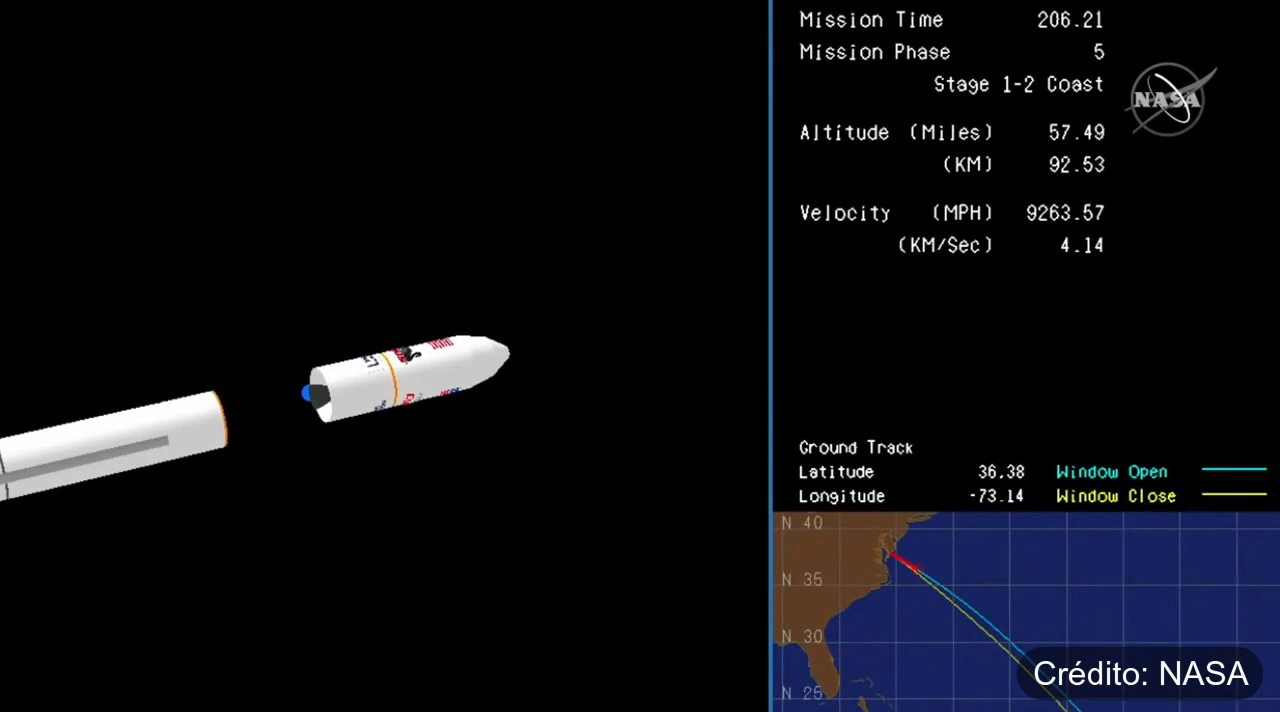 Mission Time 206.21
Mission Phase 5
Stage 1-2 Coast
NASA
Altitude (Miles) 57.49
(KM) 92.53
Velocity (MPH) 9263.57
(KM/Sec) 4.14
Ground Track
Latitude 36.38 Window Open
Longitude -73.14 Window Close
N 40
N 35
N 30
N 25
Crédito: NASA